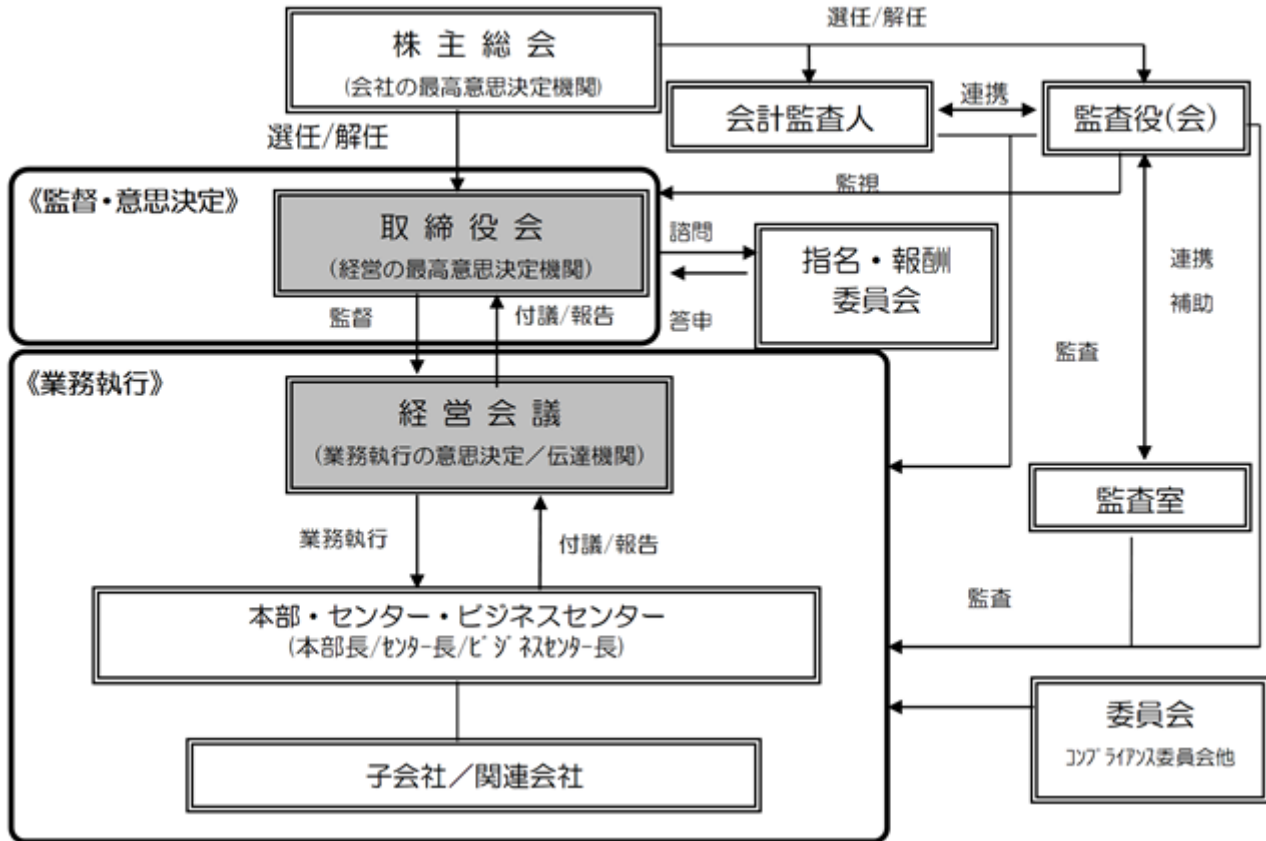 選任/解任
株主総会
(会社の最高意思決定機関)
会計監査人
連携
監査役(会)
選任/解任
《監督・意思決定》
監視
取締役会
(経営の最高意思決定機関)
諮問
指名・報酬
委員会
連携
補助
監督
付議/報告
答申
監査
《業務執行》
経営会議
(業務執行の意思決定/伝達機関)
監査室
業務執行
付議/報告
監査
本部・センター・ビジネスセンター
(本部長/センター長/ビジネスセンター長)
委員会
コンプライアンス委員会他
子会社/関連会社